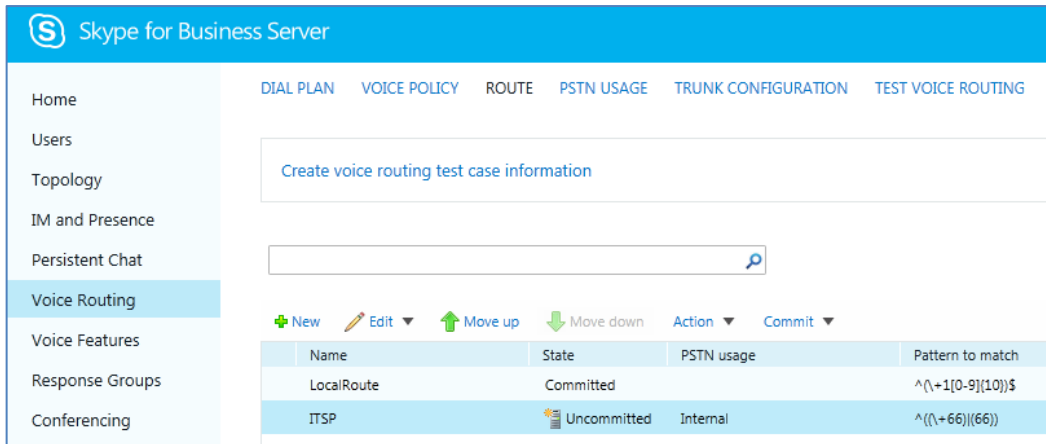 S Skype for Business Server
Home
Users
Topology
IM and Presence
Persistent Chat
Voice Routing
Voice Features
Response Groups
Conferencing
DIAL PLAN VOICE POLICY ROUTE PSTN USAGE TRUNK CONFIGURATION TEST VOICE ROUTING
Create voice routing test case information
New Edit Move up Move down Action Commit
Name State PSTN usage Pattern to match
LocalRoute Committed ^(\+1[0-9]{10})$
ITSP Uncommitted Internal ^((\+66)|(66))